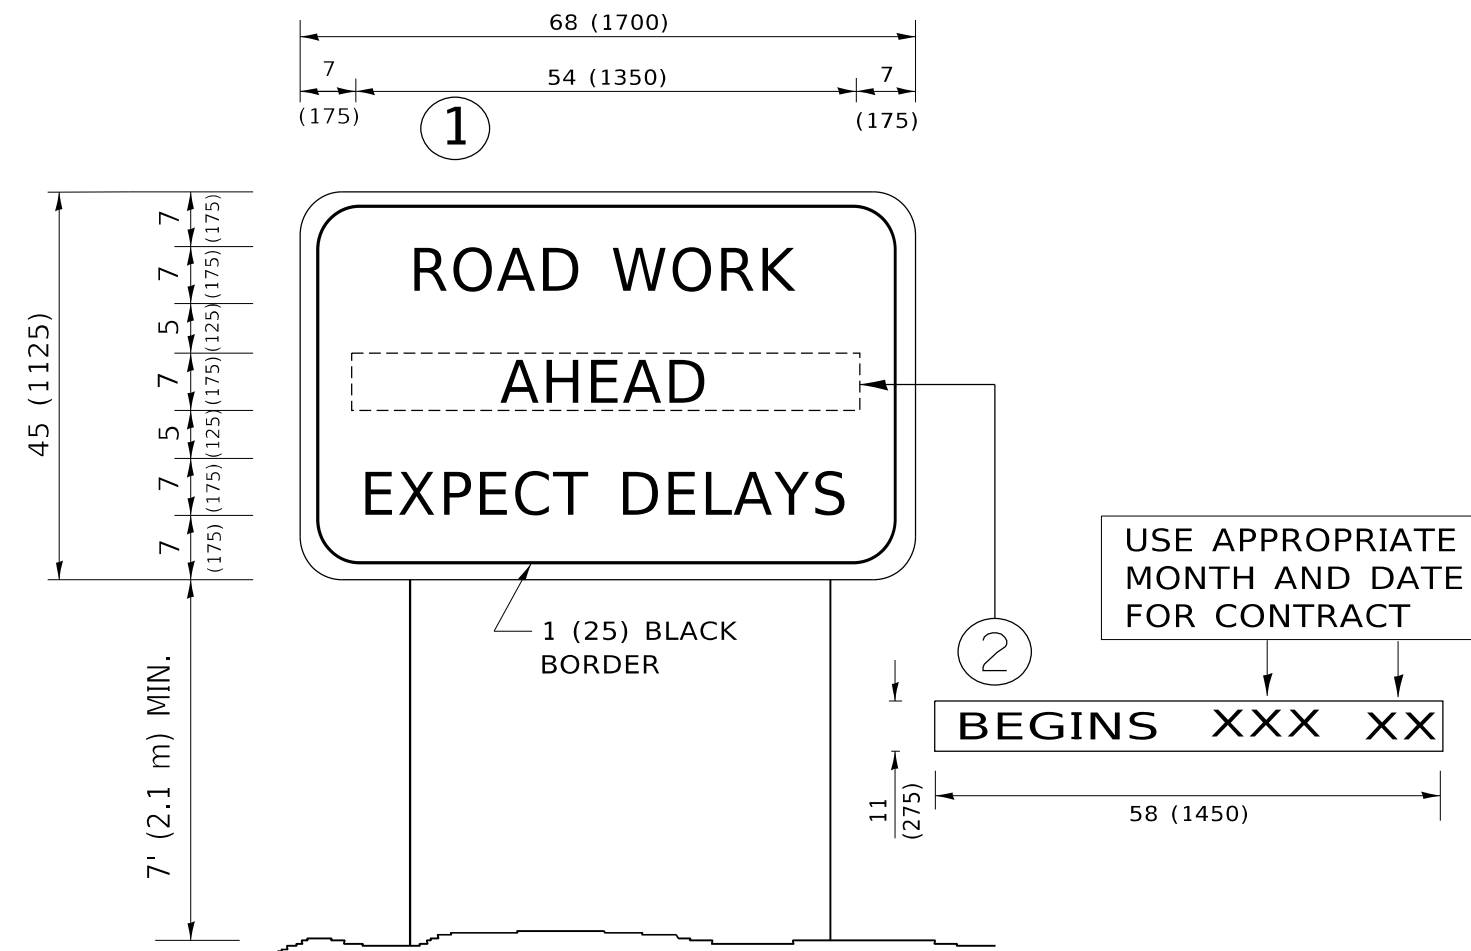 68 (1700)
7
54 (1350)
7
(175)
(175)
1
7
(175)
7
(175)
5
(125)
7
(175)
5
(125)
7
(175)
7
(175)
45 (1125)
ROAD WORK
AHEAD
EXPECT DELAYS
1 (25) BLACK
BORDER
7' (2.1 m) MIN.
USE APPROPRIATE
MONTH AND DATE
FOR CONTRACT
2
BEGINS XXX XX
11
(275)
58 (1450)